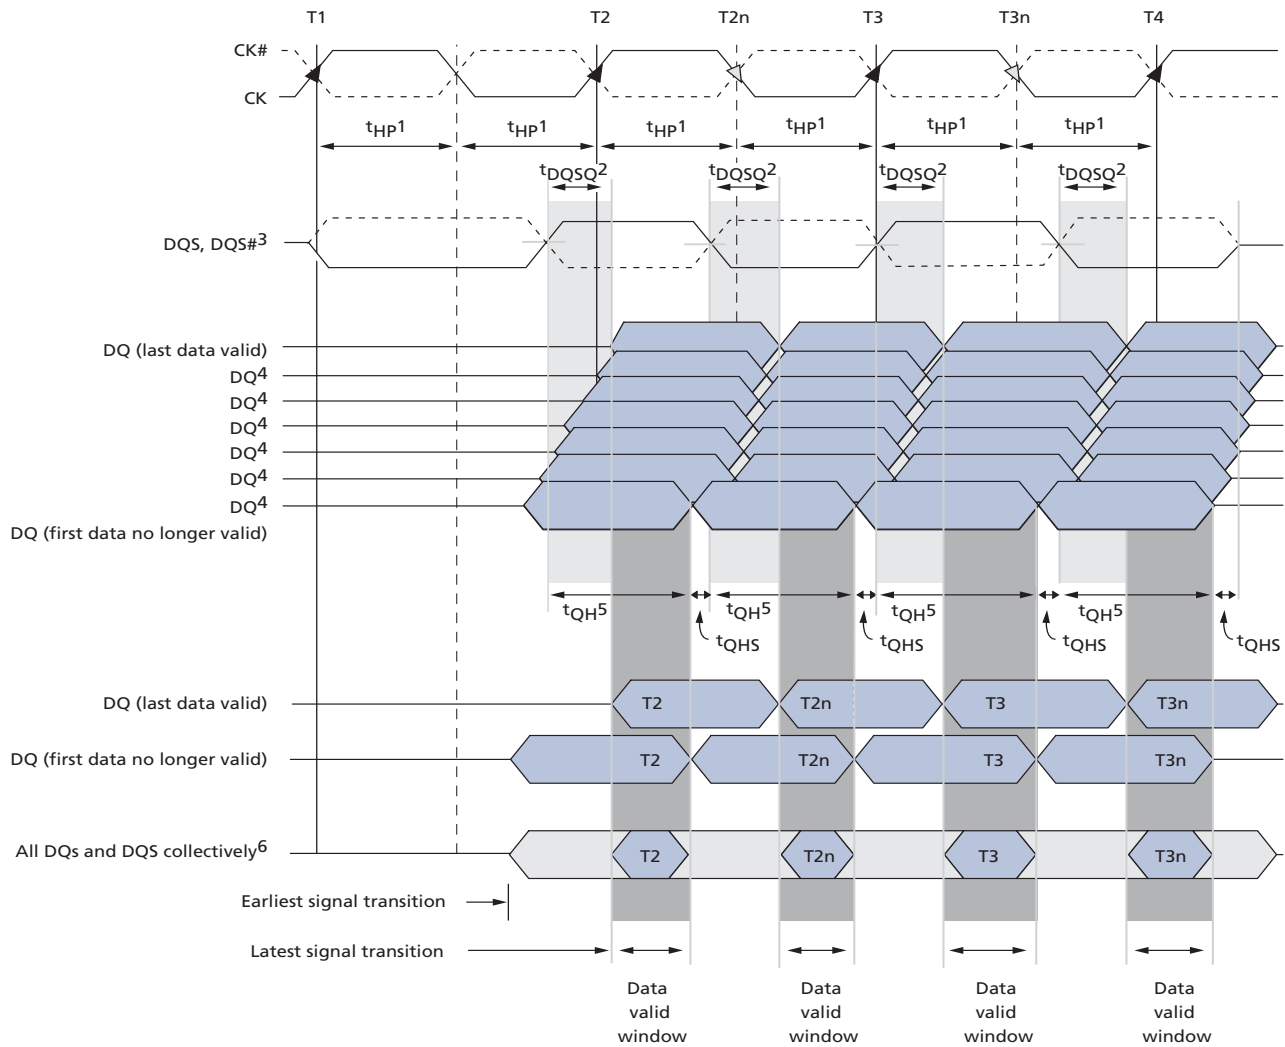 T1 T2 T2n T3 T3n T4
CK#
CK
tHP1 tHP1 tHP1 tHP1 tHP1 tHP1
tDQSQ2 tDQSQ2 tDQSQ2 tDQSQ2
DQS, DQS#3
DQ (last data valid)
DQ4
DQ4
DQ4
DQ4
DQ4
DQ4
DQ (first data no longer valid)
tQH5 tQH5 tQH5 tQH5
tQHS tQHS tQHS tQHS
DQ (last data valid) T2 T2n T3 T3n
DQ (first data no longer valid) T2 T2n T3 T3n
All DQs and DQS collectively6 T2 T2n T3 T3n
Earliest signal transition
Latest signal transition
Data Data Data Data
valid valid valid valid
window window window window